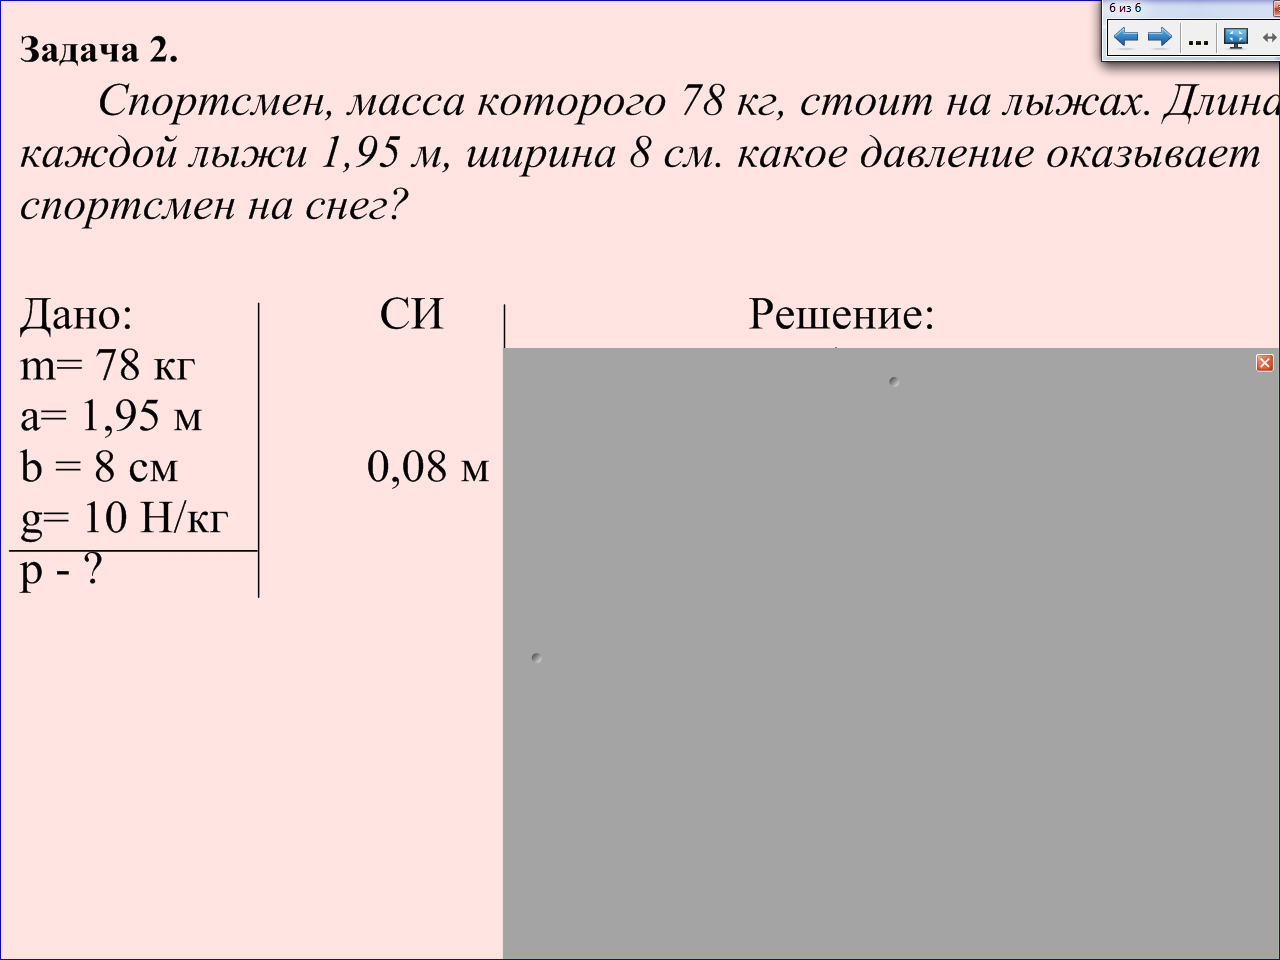 6 из 6
Задача 2.
Спортсмен, масса которого 78 кг, стоит на лыжах. Длина
каждой лыжи 1,95 м, ширина 8 см. какое давление оказывает
спортсмен на снег?
Дано: СИ Решение:
m= 78 кг
a= 1,95 м
b = 8 см 0,08 м
g= 10 Н/кг
p - ?